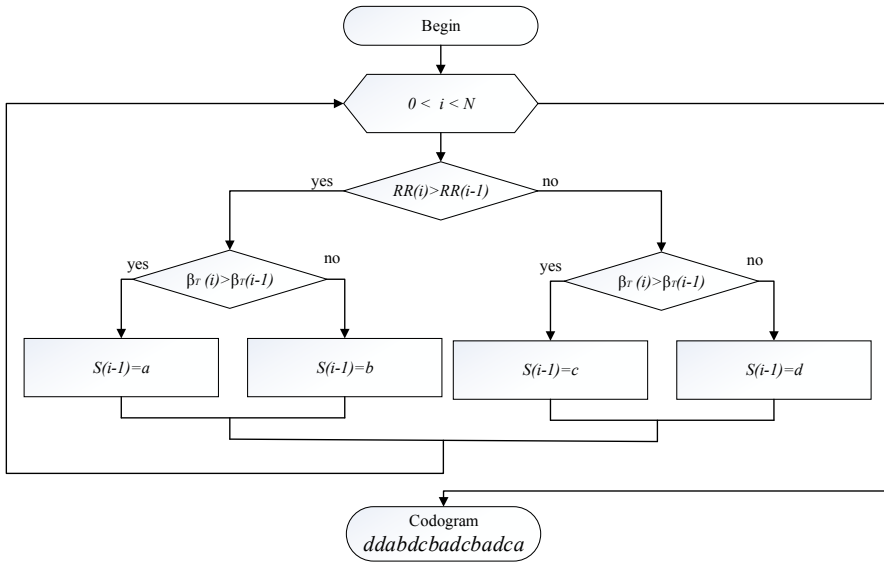 Begin
0 < i < N
RR(i)>RR(i-1)
yes
no
βT (i)>βT(i-1)
yes
no
βT (i)>βT(i-1)
yes
no
S(i-1)=a
S(i-1)=b
S(i-1)=c
S(i-1)=d
Codogram
ddabdcbadcbadca